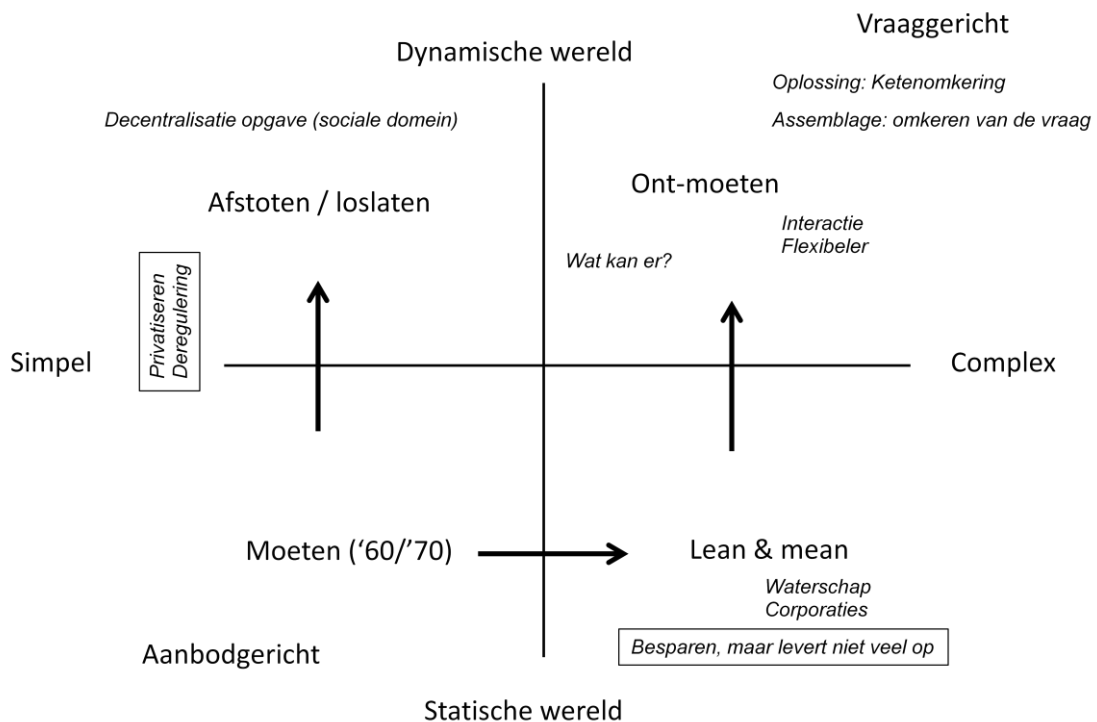 Vraaggericht
Dynamische wereld
Oplossing: Ketenomkering
Decentralisatie opgave (sociale domein)
Assemblage: omkeren van de vraag
Ont-moeten
Afstoten / loslaten
Interactie
Flexibeler
Wat kan er?
Privatiseren
Deregulering
Simpel
Complex
Moeten (‘60/’70)
Lean & mean
Waterschap
Corporaties
Besparen, maar levert niet veel op
Aanbodgericht
Statische wereld